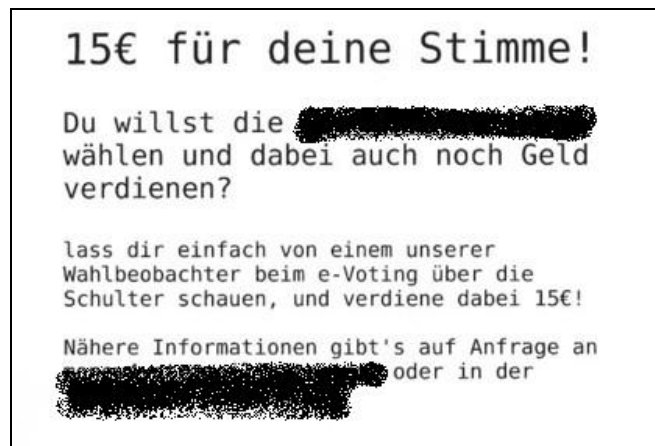 15€ für deine Stimme!
Du willst die
wählen und dabei auch noch Geld
verdienen?
lass dir einfach von einem unserer
Wahlbeobachter beim e-Voting über die
Schulter schauen, und verdiene dabei 15€!
Nähere Informationen gibt's auf Anfrage an
oder in der